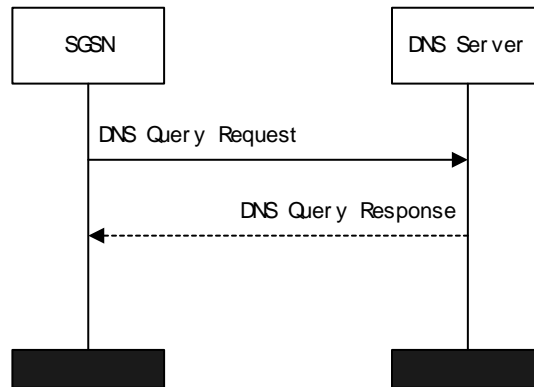 SGSN
DNS Server
DNS Query Request
DNS Query Response